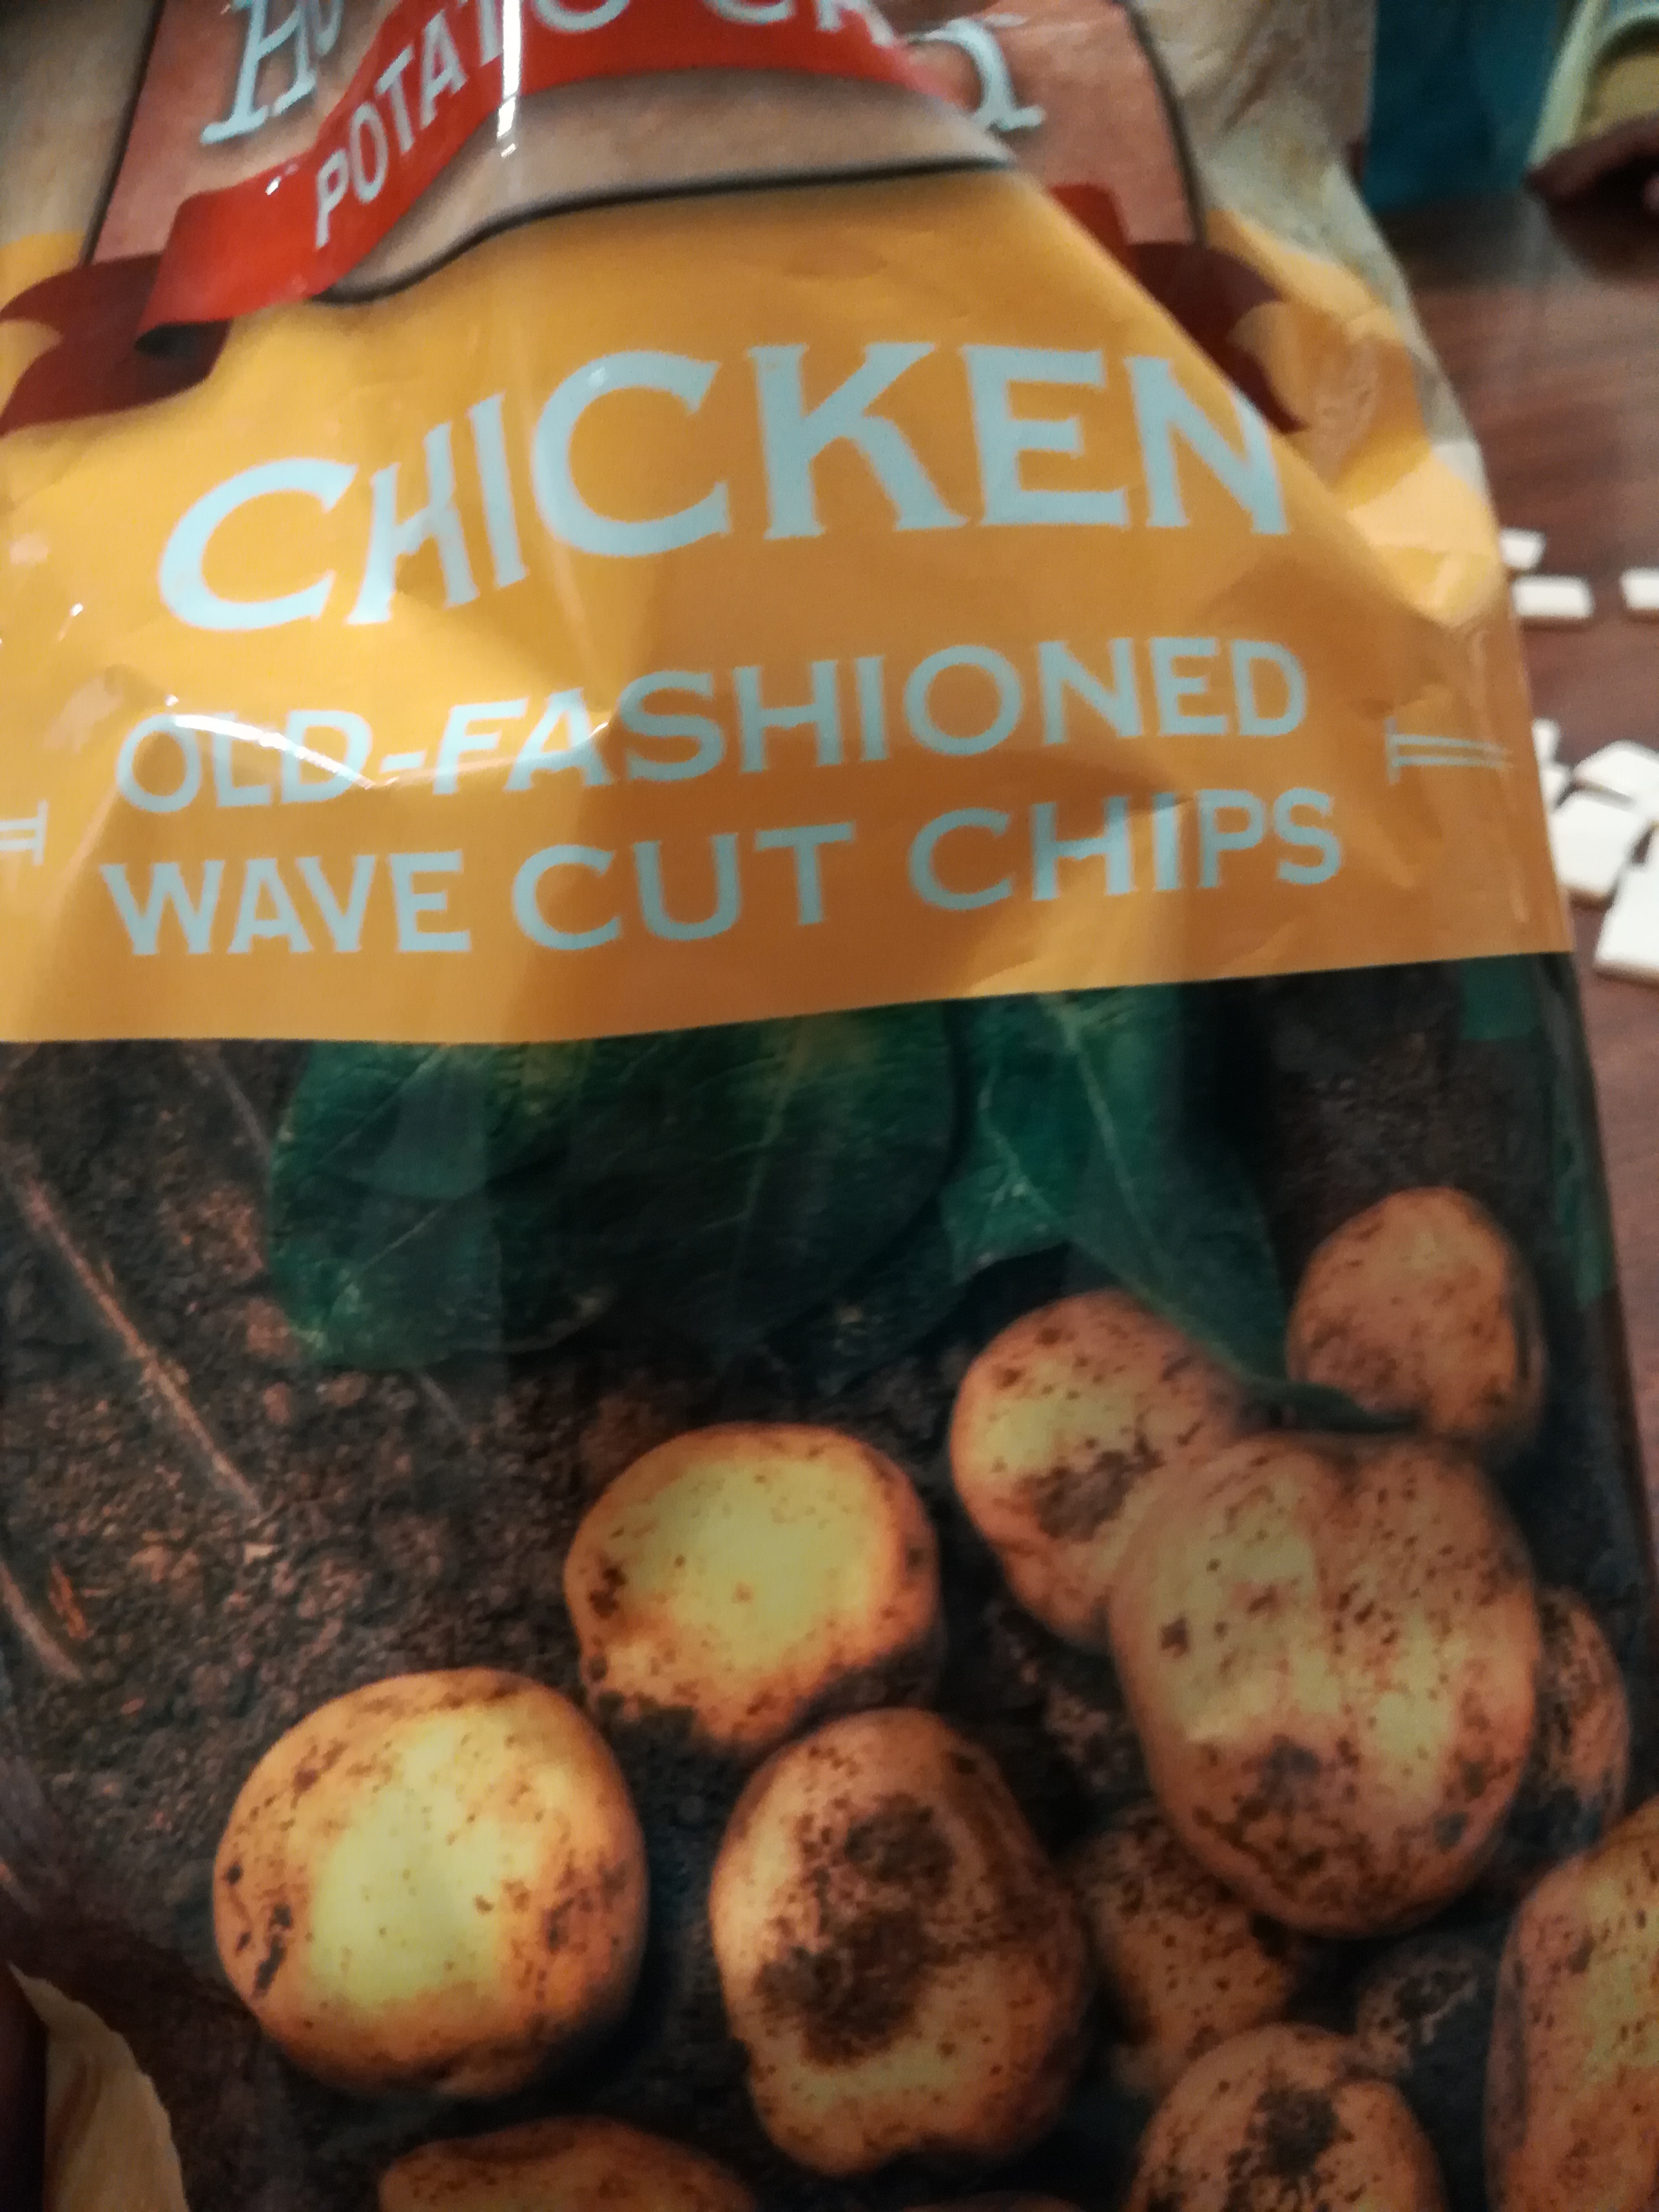 POTATO
CHICKEN
OLD-FASHIONED
WAVE CUT CHIPS